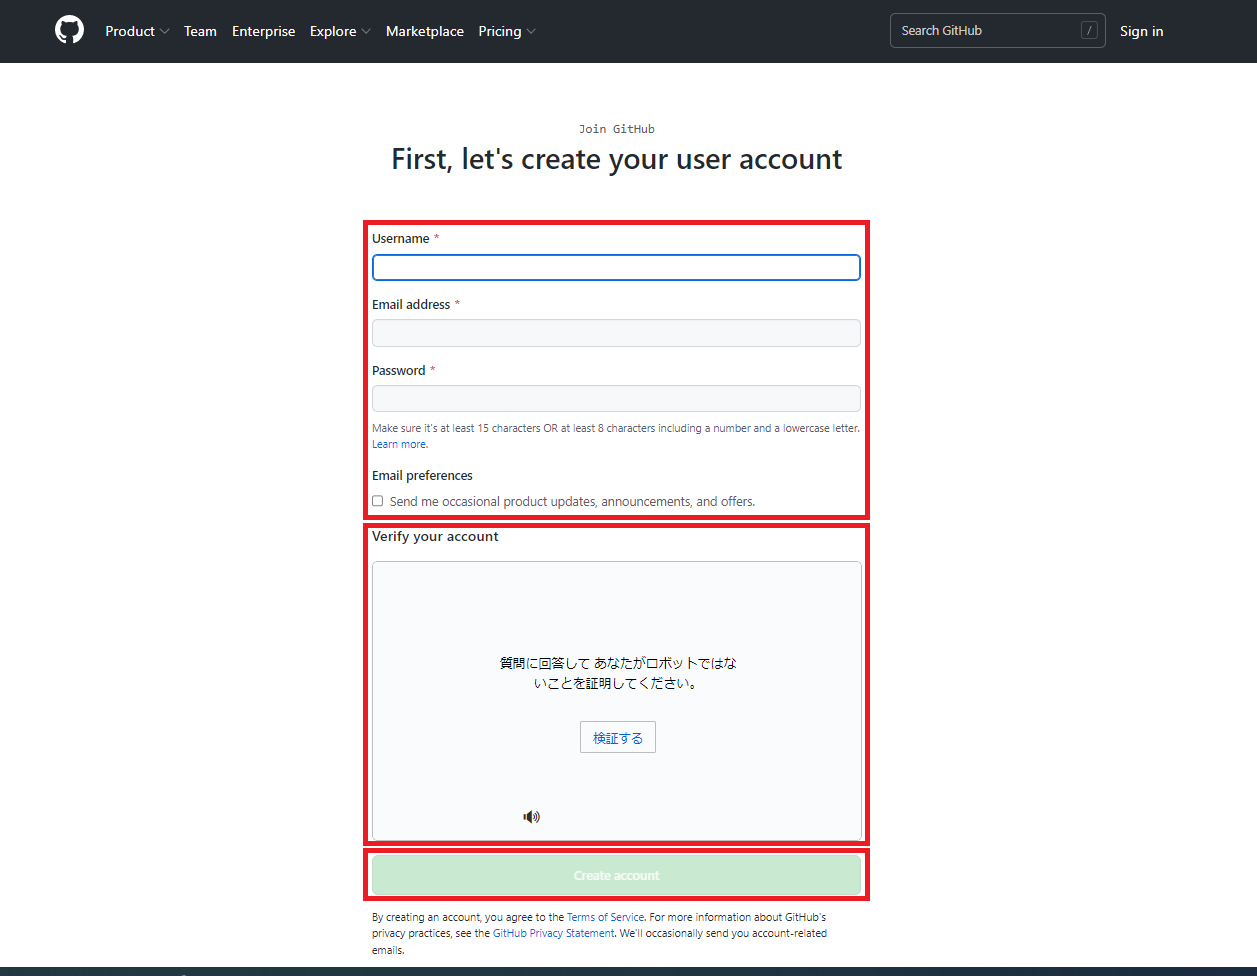 Product Team Enterprise Explore Marketplace Pricing Search GitHub / Sign in
Join GitHub
First, let's create your user account
Username *
Email address *
Password *
Make sure it's at least 15 characters OR at least 8 characters including a number and a lowercase letter.
Learn more.
Email preferences
Send me occasional product updates, announcements, and offers.
Verify your account
質問に回答して あなたがロボットではな
いことを証明してください。
検証する
Create account
By creating an account, you agree to the Terms of Service. For more information about GitHub's
privacy practices, see the GitHub Privacy Statement. We'll occasionally send you account-related
emails.